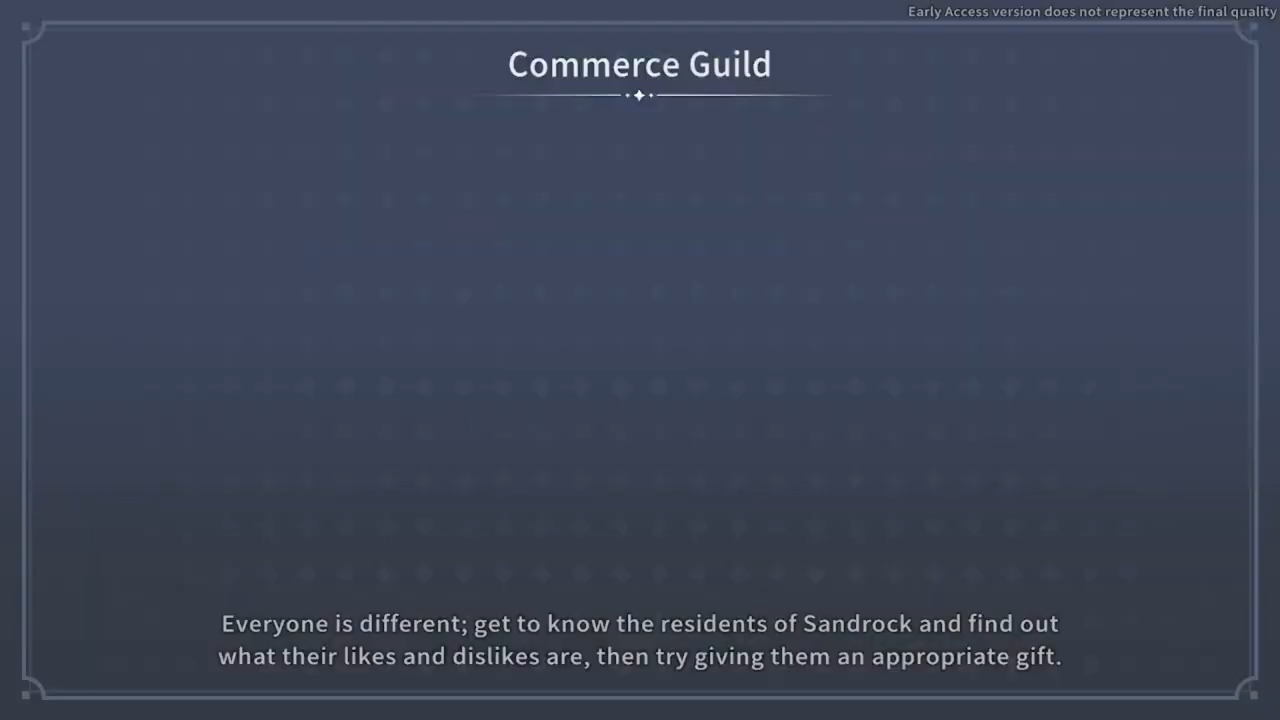 Early Access version does not represent the final quality
Commerce Guild
Everyone is different; get to know the residents of Sandrock and find out
what their likes and dislikes are, then try giving them an appropriate gift.